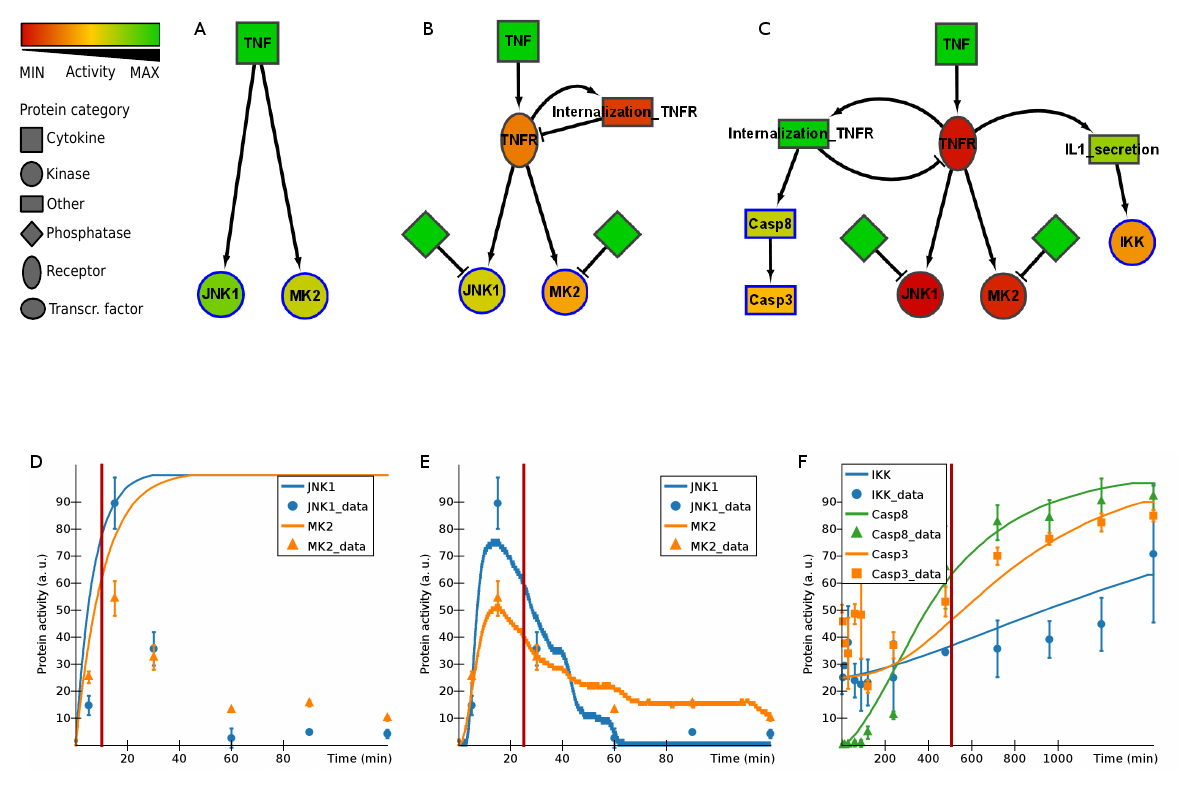 A
B
C
MIN Activity MAX
Protein category
Cytokine
Kinase
Other
Phosphatase
Receptor
Transcr. factor
TNF
JNK1
MK2
TNF
Internalization_TNFR
TNFR
JNK1
MK2
TNF
Internalization_TNFR
TNFR
IL1_secretion
Casp8
IKK
Casp3
JNK1
MK2
D
Protein activity (a. u.)
90
80
70
60
50
40
30
20
10
20 40 60 80 Time (min)
JNK1
JNK1_data
MK2
MK2_data
E
Protein activity (a. u.)
90
80
70
60
50
40
30
20
10
20 40 60 80 Time (min)
JNK1
JNK1_data
MK2
MK2_data
F
Protein activity (a. u.)
90
80
70
60
50
40
30
20
10
200 400 600 800 1000 Time (min)
IKK
IKK_data
Casp8
Casp8_data
Casp3
Casp3_data